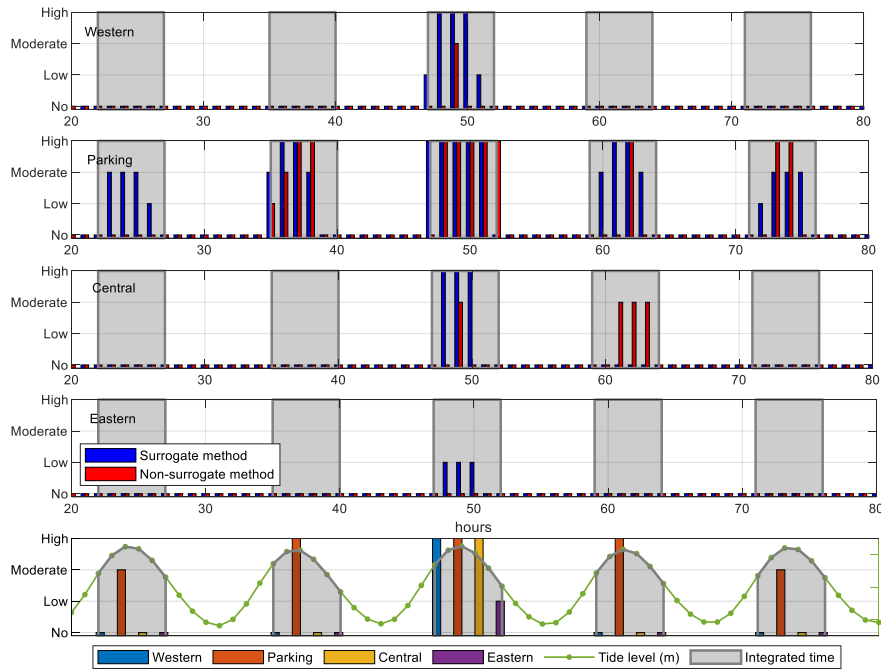 High
Western
Moderate
Low
No
20 30 40 50 60 70 80
High
Parking
Moderate
Low
No
20 30 40 50 60 70 80
High
Central
Moderate
Low
No
20 30 40 50 60 70 80
High
Eastern
Moderate
Surrogate method
Low
Non-surrogate method
No
20 30 40 50 60 70 80
hours
High
Moderate
Low
No
Western Parking Central Eastern Tide level (m) Integrated time